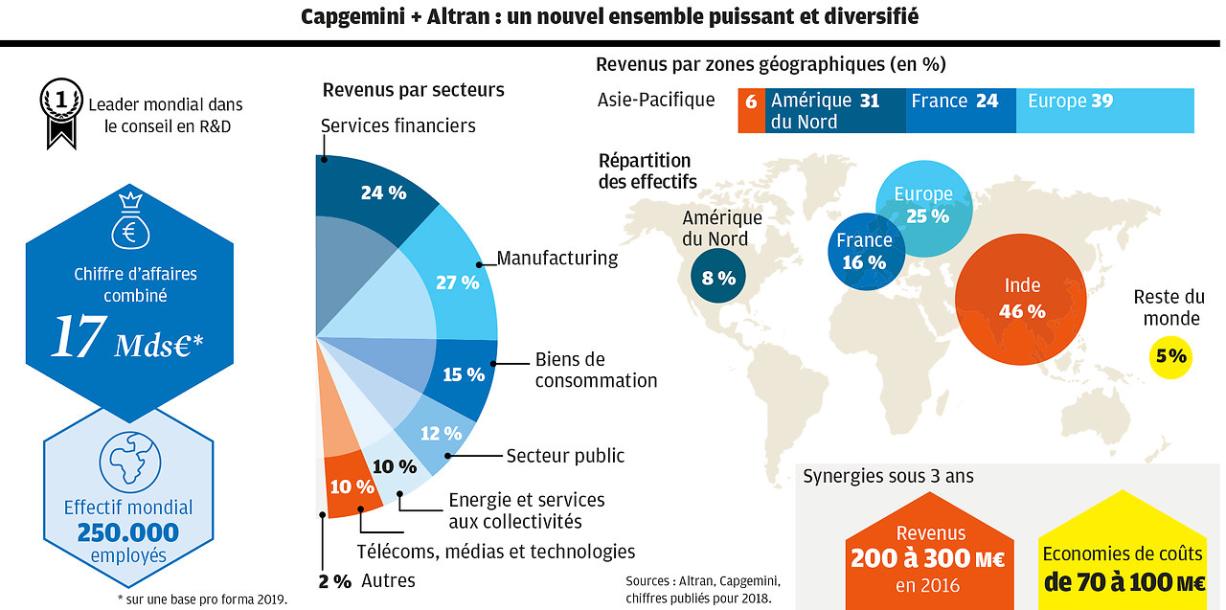 Capgemini + Altran : un nouvel ensemble puissant et diversifié
1
Leader mondial dans
le conseil en R&D
€
Chiffre d’affaires
combiné
17 Mds€*
Effectif mondial
250.000
employés
* sur une base pro forma 2019.
Revenus par secteurs
Services financiers
24 %
Manufacturing
27 %
Biens de
consommation
15 %
12 %
Secteur public
10 %
Energie et services
aux collectivités
10 %
Télécoms, médias et technologies
2 % Autres
Revenus par zones géographiques (en %)
Asie-Pacifique
6
Amérique 31
du Nord
France 24
Europe 39
Répartition
des effectifs
Amérique
du Nord
8 %
Europe
25 %
France
16 %
Inde
46 %
Reste du
monde
5%
Synergies sous 3 ans
Revenus
200 à 300 M€
en 2016
Economies de coûts
de 70 à 100 M€
Sources : Altran, Capgemini,
chiffres publiés pour 2018.